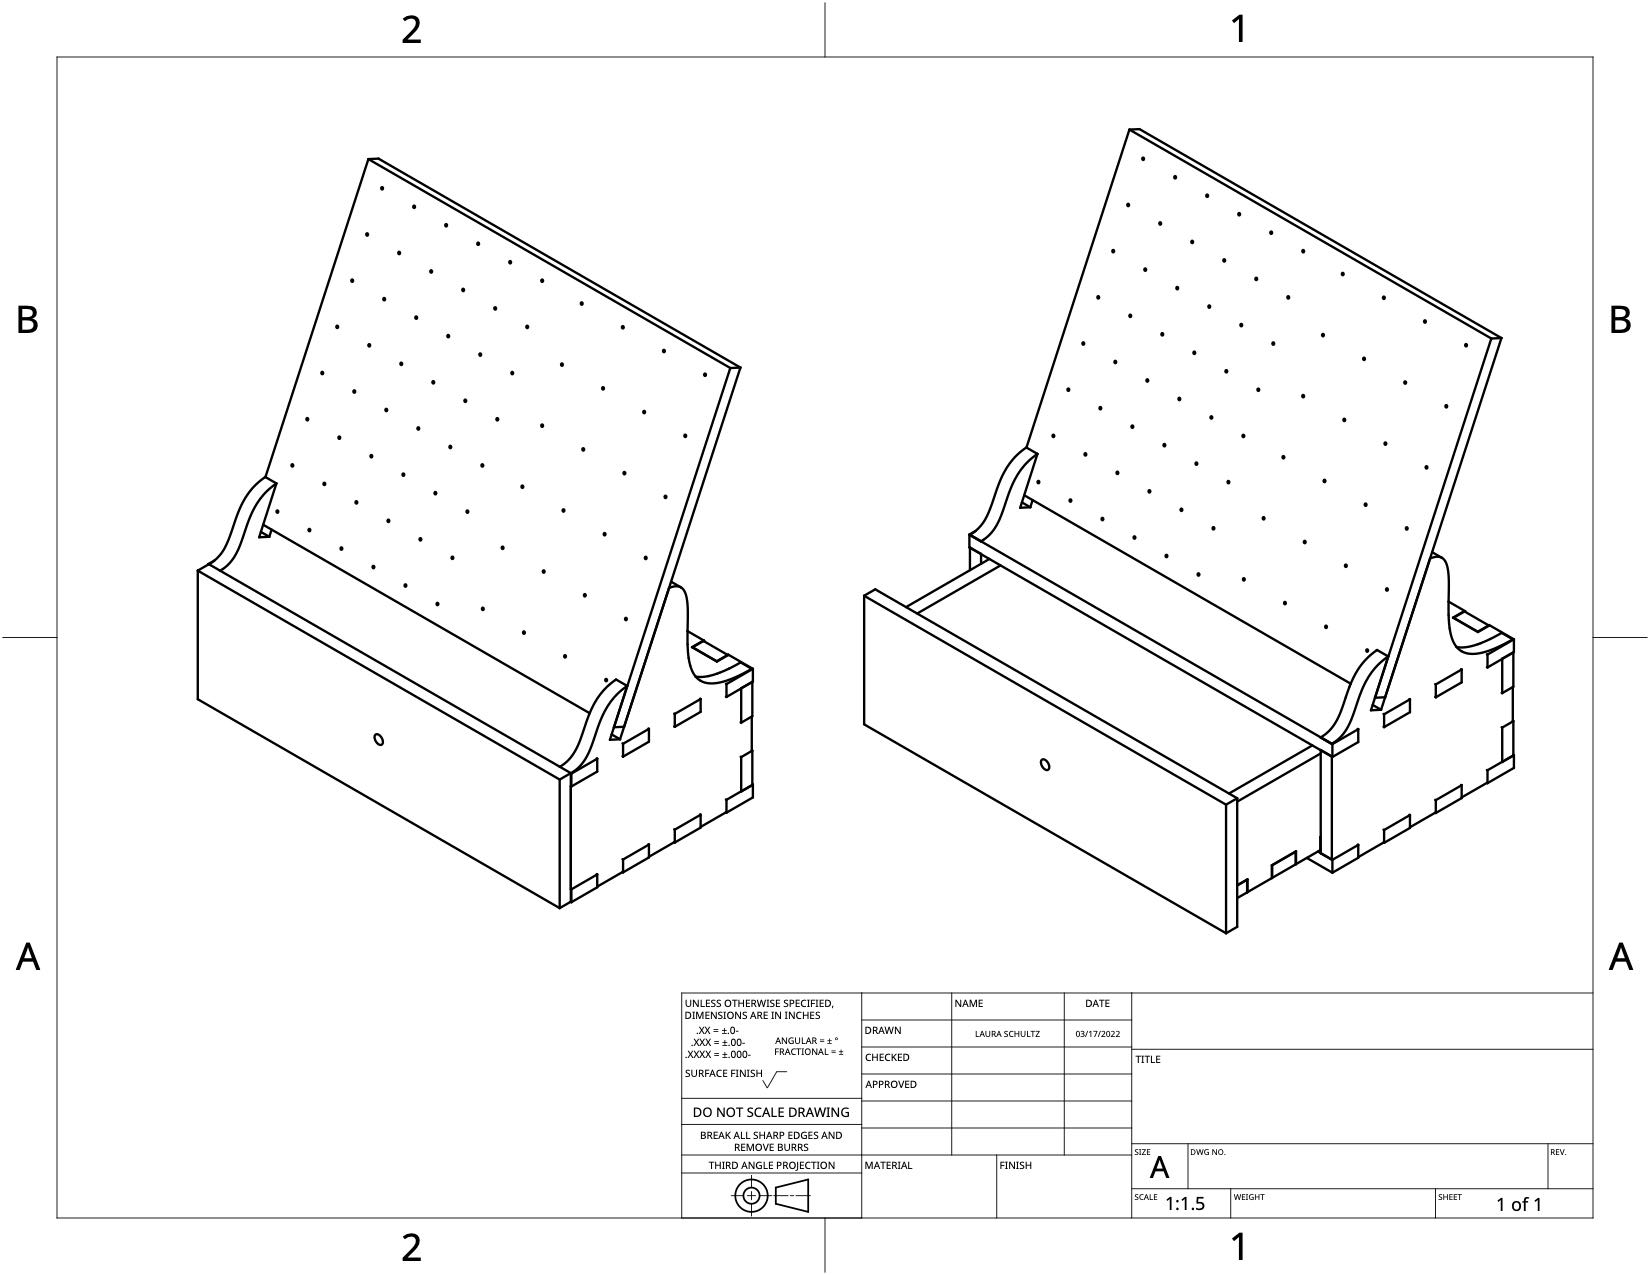 2 1
B B
A A
UNLESS OTHERWISE SPECIFIED,
DIMENSIONS ARE IN INCHES
.XX = ±.0-
.XXX = ±.00-
.XXXX = ±.000-
ANGULAR = ± °
FRACTIONAL = ±
SURFACE FINISH
DO NOT SCALE DRAWING
BREAK ALL SHARP EDGES AND
REMOVE BURRS
THIRD ANGLE PROJECTION
NAME DATE
DRAWN LAURA SCHULTZ 03/17/2022
CHECKED
APPROVED
MATERIAL FINISH
TITLE
SIZE A DWG NO. REV.
SCALE 1:1.5 WEIGHT SHEET 1 of 1
2 1